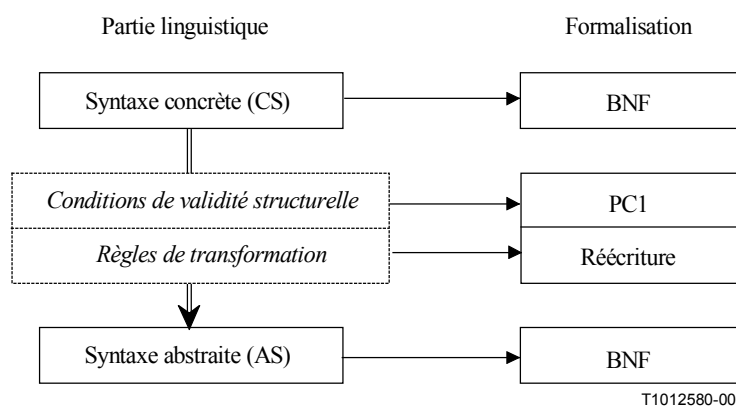 Partie linguistique Formalisation
Syntaxe concrète (CS) BNF
Conditions de validité structurelle PC1
Règles de transformation Réécriture
Syntaxe abstraite (AS) BNF
T1012580-00